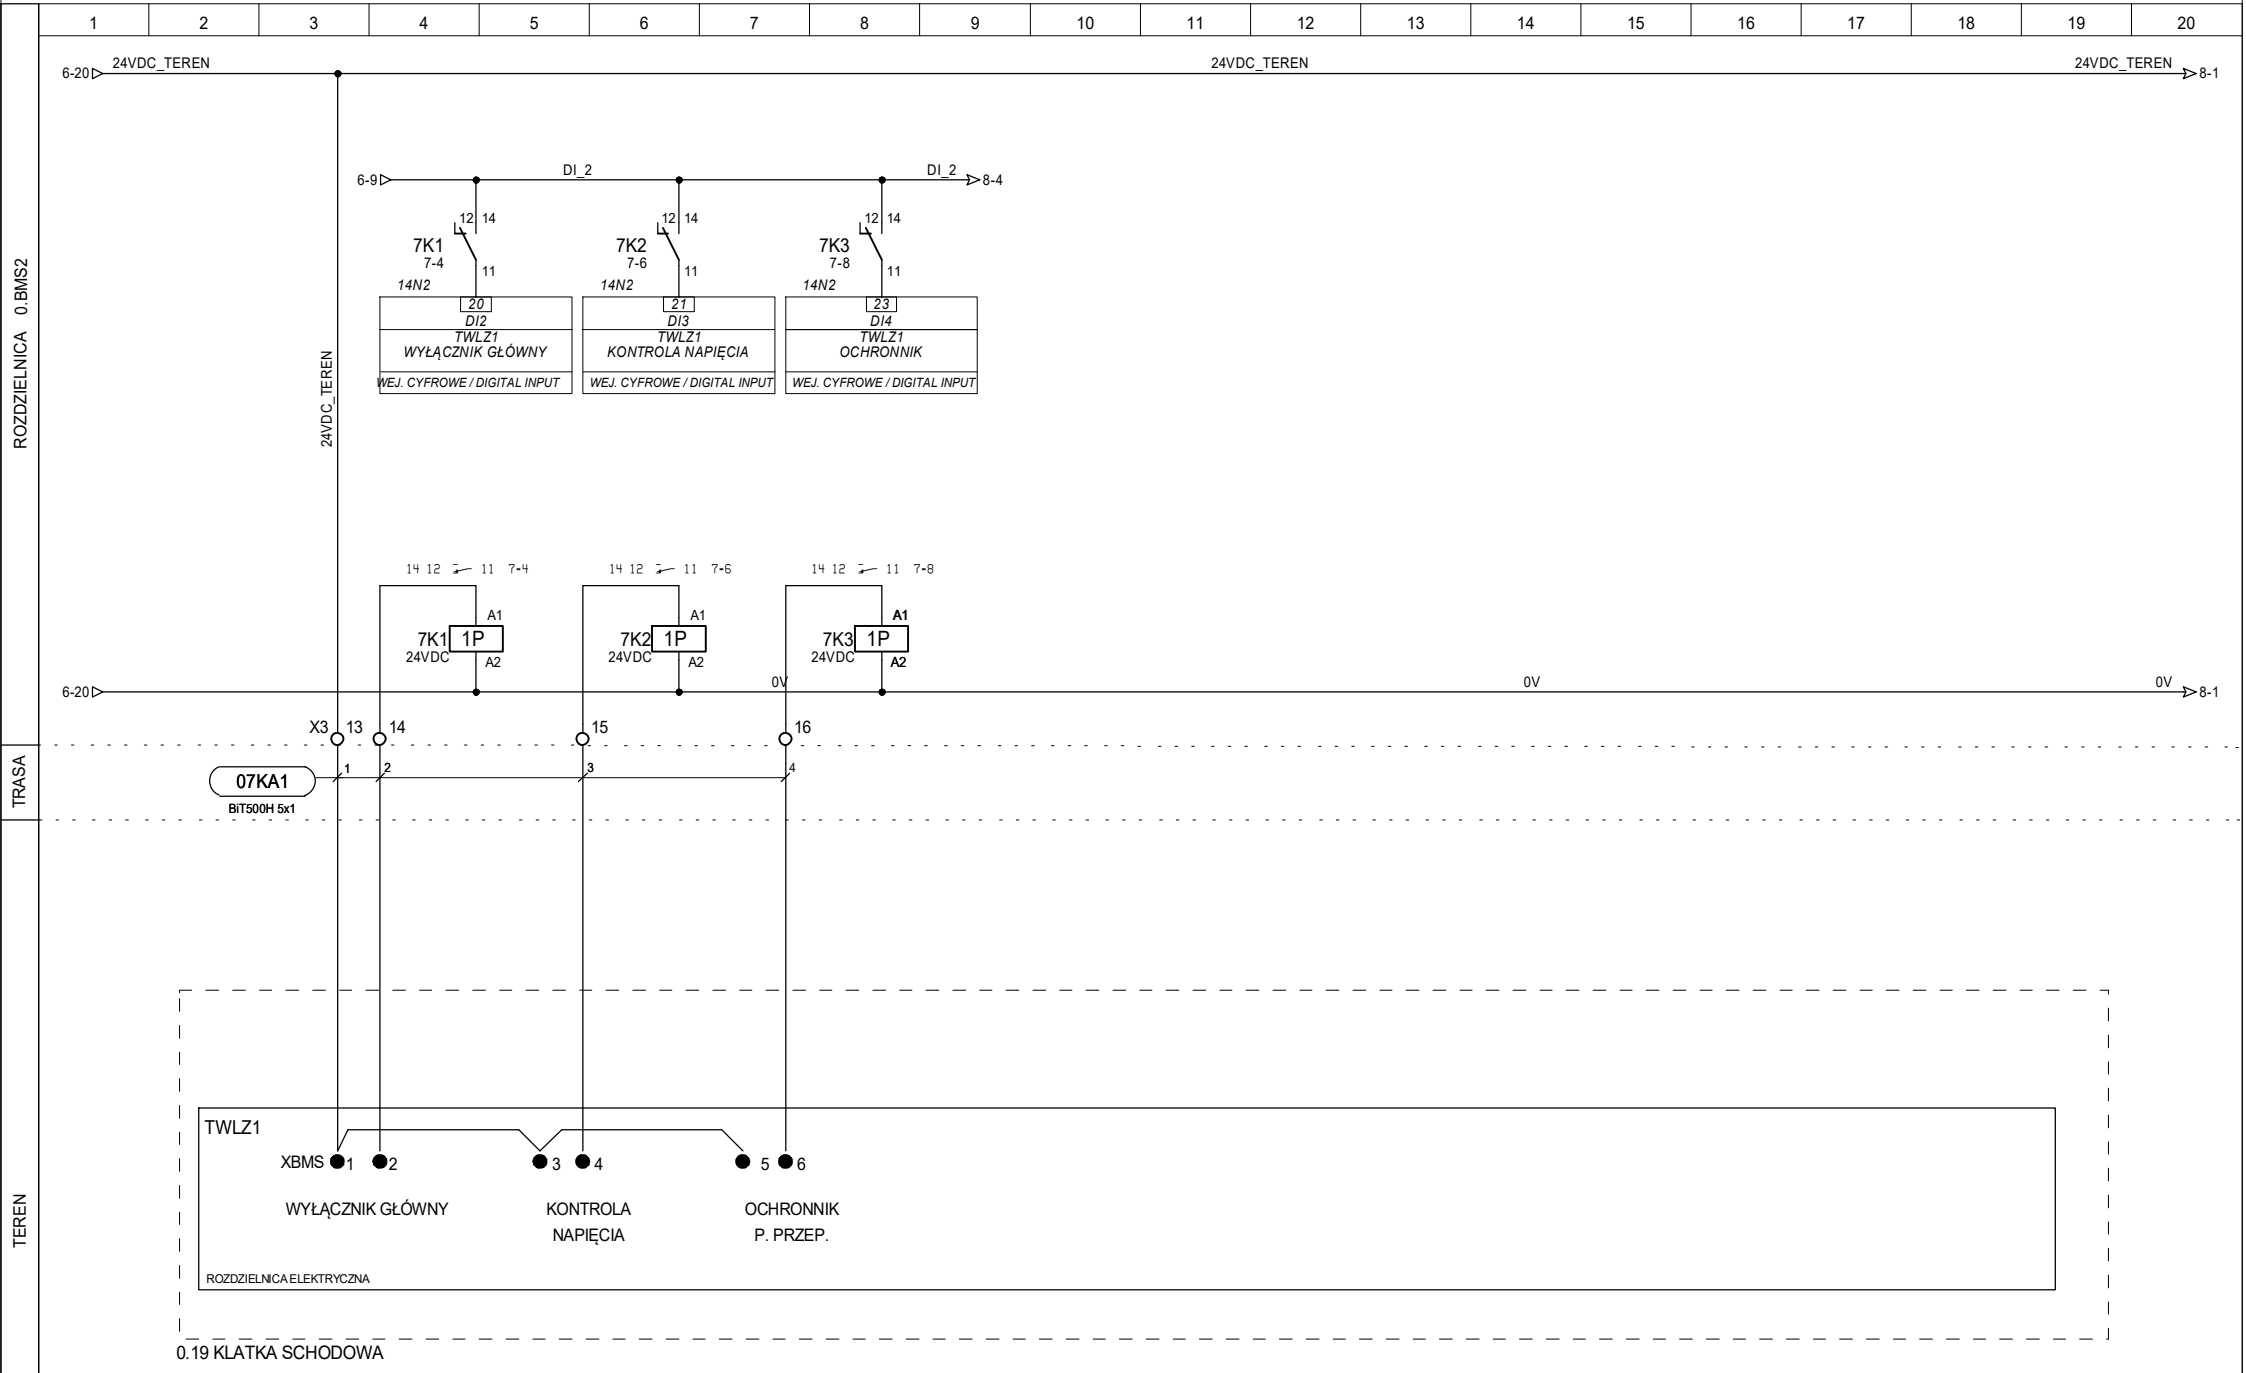 1 2 3 4 5 6 7 8 9 10 11 12 13 14 15 16 17 18 19 20
ROZDZIELNICA 0.BMS2
6-20 24VDC_TEREN 24VDC_TEREN 24VDC_TEREN 8-1
6-9 DI_2 DI_2 8-4
12 14 12 14 12 14
7K1 7K2 7K3
7-4 7-6 7-8
11 11 11
14N2 14N2 14N2
20 21 23
DI2 DI3 DI4
TWLZ1 TWLZ1 TWLZ1
WYŁĄCZNIK GŁÓWNY KONTROLA NAPIĘCIA OCHRONNIK
WEJ. CYFROWE / DIGITAL INPUT WEJ. CYFROWE / DIGITAL INPUT WEJ. CYFROWE / DIGITAL INPUT
24VDC_TEREN
14 12 11 7-4 14 12 11 7-6 14 12 11 7-8
A1 A1 A1
7K1 1P 7K2 1P 7K3 1P
24VDC A2 24VDC A2 24VDC A2
6-20 0V 0V 0V 8-1
X3 13 14 15 16
TRASA
1 2 3 4
07KA1
BiT500H 5x1
TEREN
TWLZ1
XBMS 1 2 3 4 5 6
WYŁĄCZNIK GŁÓWNY KONTROLA OCHRONNIK
NAPIĘCIA P. PRZEP.
ROZDZIELNICA ELEKTRYCZNA
0.19 KLATKA SCHODOWA